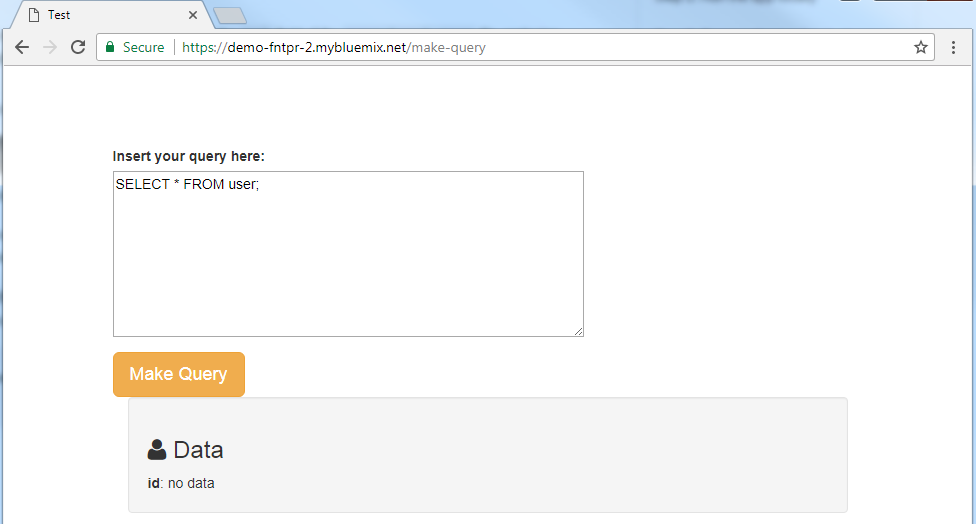 Test
Secure https://demo-fntpr-2.mybluemix.net/make-query
Insert your query here:
SELECT * FROM user;
Make Query
Data
id: no data